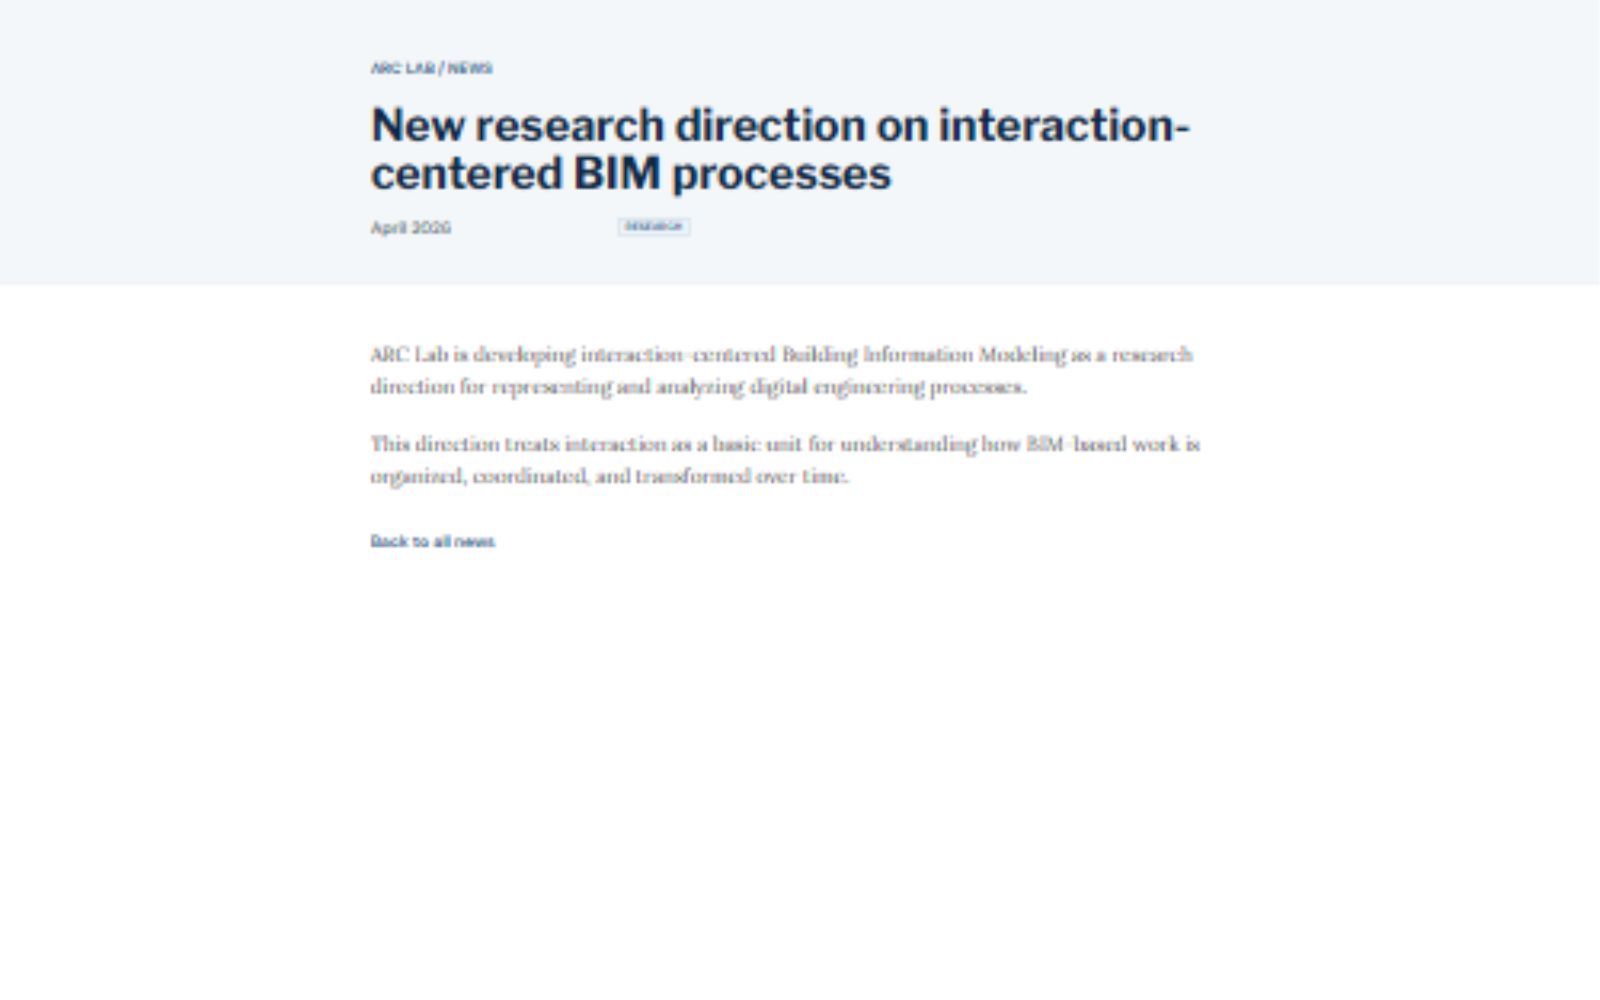 ARC LAB / NEWS
New research direction on interaction-
centered BIM processes
April 2026
RESEARCH
ARC Lab is developing interaction-centered Building Information Modeling as a research
direction for representing and analyzing digital engineering processes.
This direction treats interaction as a basic unit for understanding how BIM-based work is
organized, coordinated, and transformed over time.
Back to all news